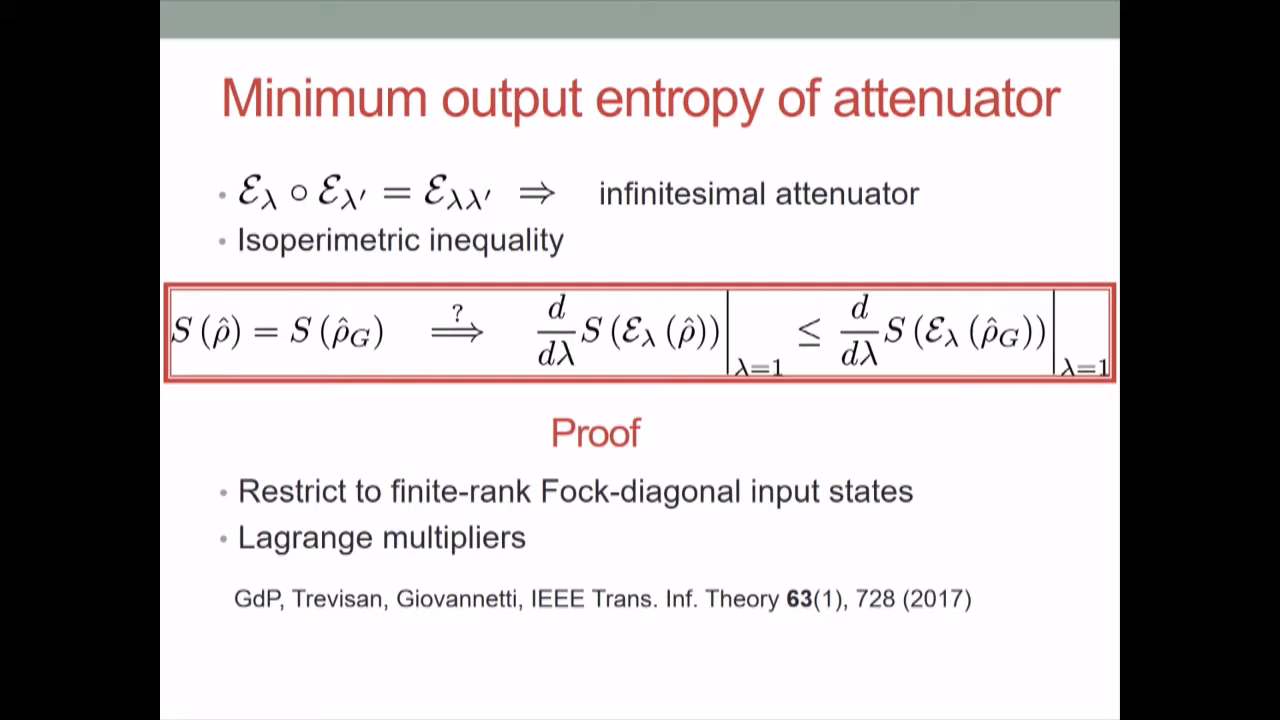 Minimum output entropy of attenuator
• ℰ_λ ∘ ℰ_λ′ = ℰ_λλ′ ⇒ infinitesimal attenuator
• Isoperimetric inequality
S (ρ̂) = S (ρ̂_G) ⟹^? d/dλ S (ℰ_λ (ρ̂))|_λ=1 ≤ d/dλ S (ℰ_λ (ρ̂_G))|_λ=1
Proof
• Restrict to finite-rank Fock-diagonal input states
• Lagrange multipliers
GdP, Trevisan, Giovannetti, IEEE Trans. Inf. Theory 63(1), 728 (2017)